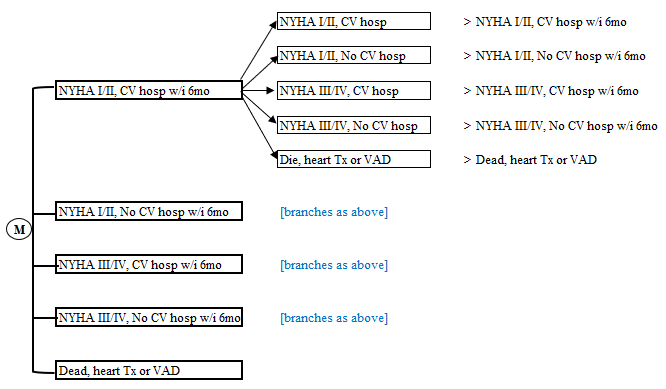 NYHA I/II, CV hosp > NYHA I/II, CV hosp w/i 6mo
NYHA I/II, No CV hosp > NYHA I/II, No CV hosp w/i 6mo
NYHA I/II, CV hosp w/i 6mo NYHA III/IV, CV hosp > NYHA III/IV, CV hosp w/i 6mo
NYHA III/IV, No CV hosp > NYHA III/IV, No CV hosp w/i 6mo
Die, heart Tx or VAD > Dead, heart Tx or VAD
NYHA I/II, No CV hosp w/i 6mo [branches as above]
M
NYHA III/IV, CV hosp w/i 6mo [branches as above]
NYHA III/IV, No CV hosp w/i 6mo [branches as above]
Dead, heart Tx or VAD